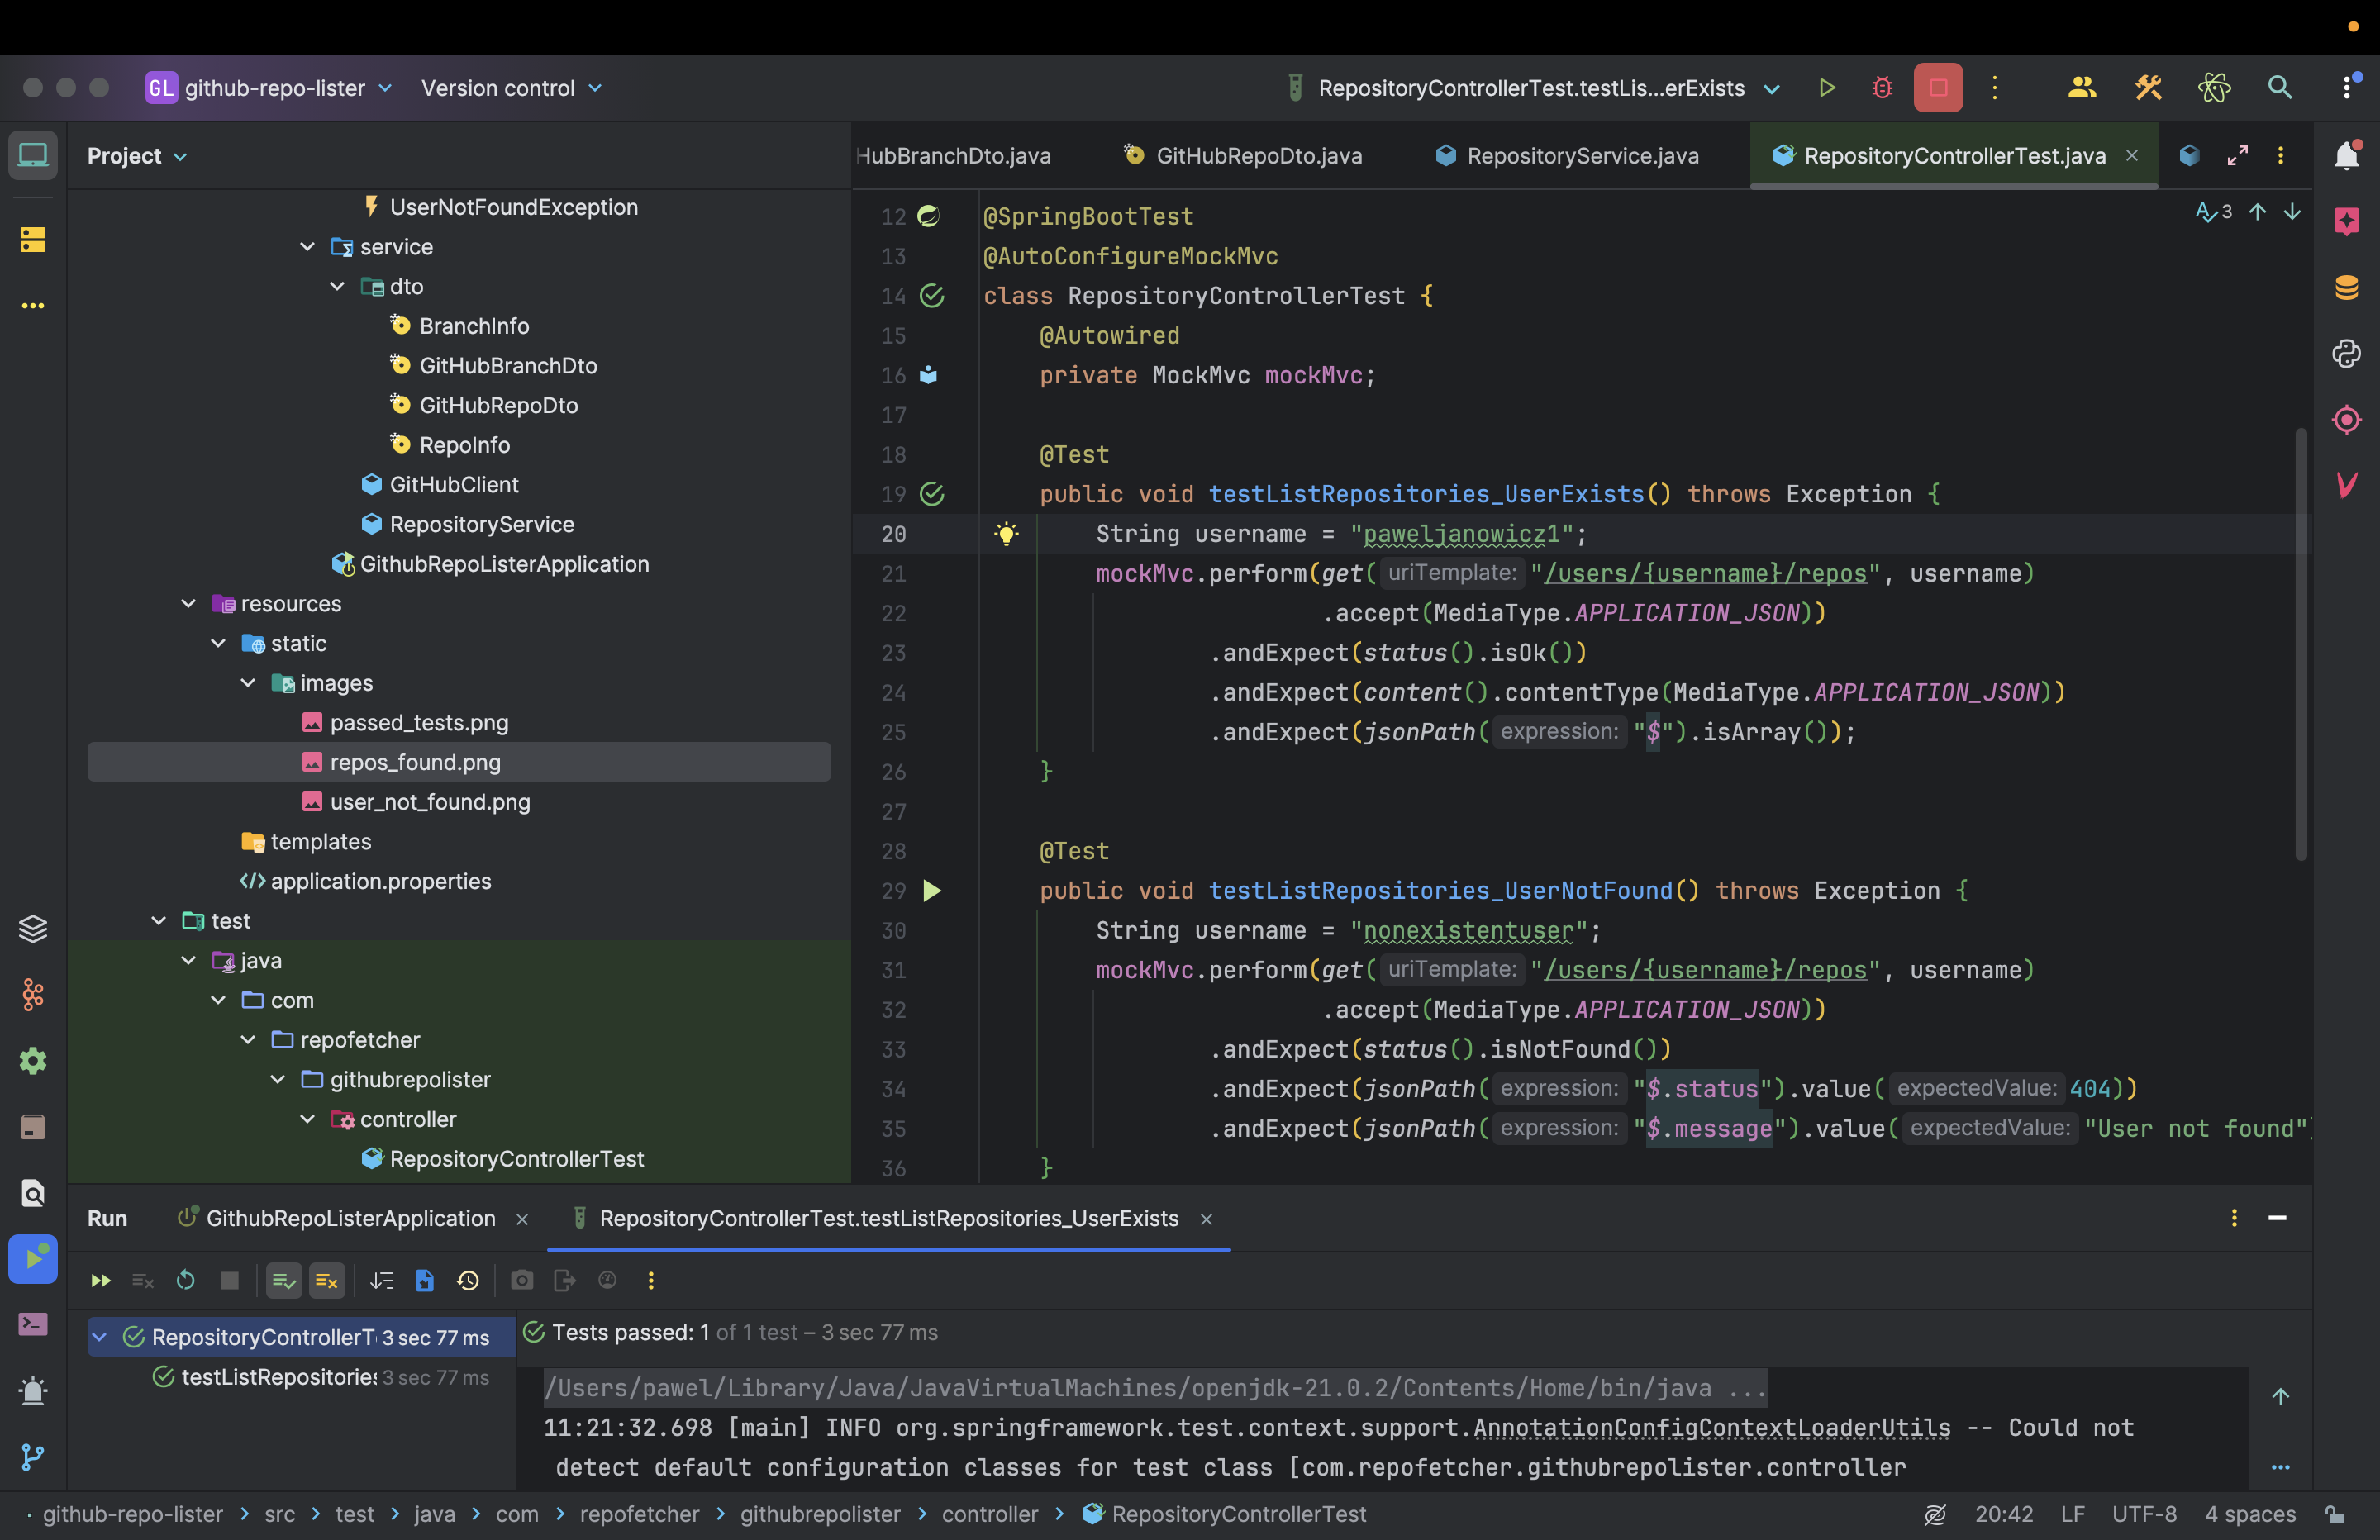 GL github-repo-lister Version control RepositoryControllerTest.testLis...erExists
Project
HubBranchDto.java GitHubRepoDto.java RepositoryService.java RepositoryControllerTest.java
UserNotFoundException
service
dto
BranchInfo
GitHubBranchDto
GitHubRepoDto
RepoInfo
GitHubClient
RepositoryService
GithubRepoListerApplication
resources
static
images
passed_tests.png
repos_found.png
user_not_found.png
templates
application.properties
test
java
com
repofetcher
githubrepolister
controller
RepositoryControllerTest
3
12 @SpringBootTest
13 @AutoConfigureMockMvc
14 class RepositoryControllerTest {
15 @Autowired
16 private MockMvc mockMvc;
17
18 @Test
19 public void testListRepositories_UserExists() throws Exception {
20 String username = "paweljanowicz1";
21 mockMvc.perform(get( uriTemplate: "/users/{username}/repos", username)
22 .accept(MediaType.APPLICATION_JSON))
23 .andExpect(status().isOk())
24 .andExpect(content().contentType(MediaType.APPLICATION_JSON))
25 .andExpect(jsonPath( expression: "$").isArray());
26 }
27
28 @Test
29 public void testListRepositories_UserNotFound() throws Exception {
30 String username = "nonexistentuser";
31 mockMvc.perform(get( uriTemplate: "/users/{username}/repos", username)
32 .accept(MediaType.APPLICATION_JSON))
33 .andExpect(status().isNotFound())
34 .andExpect(jsonPath( expression: "$.status").value( expectedValue: 404))
35 .andExpect(jsonPath( expression: "$.message").value( expectedValue: "User not found"
36 }
Run GithubRepoListerApplication RepositoryControllerTest.testListRepositories_UserExists
RepositoryControllerT 3 sec 77 ms
testListRepositories 3 sec 77 ms
Tests passed: 1 of 1 test – 3 sec 77 ms
/Users/pawel/Library/Java/JavaVirtualMachines/openjdk-21.0.2/Contents/Home/bin/java ...
11:21:32.698 [main] INFO org.springframework.test.context.support.AnnotationConfigContextLoaderUtils -- Could not
detect default configuration classes for test class [com.repofetcher.githubrepolister.controller
github-repo-lister > src > test > java > com > repofetcher > githubrepolister > controller > RepositoryControllerTest 20:42 LF UTF-8 4 spaces